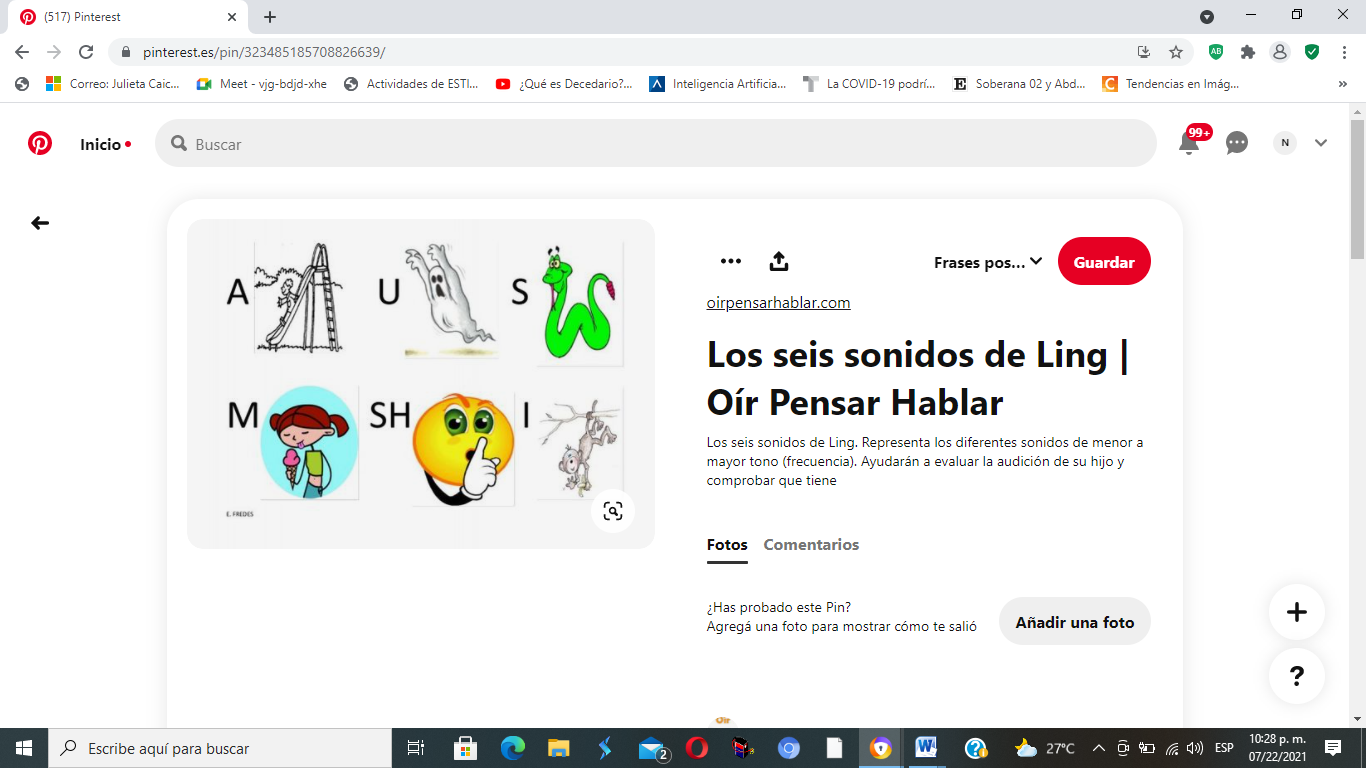 (517) Pinterest
pinterest.es/pin/323485185708826639/
Correo: Julieta Caic...
Meet - vjg-bdjd-xhe
Actividades de ESTI...
¿Qué es Decedario?...
Inteligencia Artificia...
La COVID-19 podrí...
Soberana 02 y Abd...
Tendencias en Imág...
»
Inicio
Buscar
99+
N
A
U
S
M
SH
I
E. FREDES
Frases pos...
Guardar
oirpensarhablar.com
Los seis sonidos de Ling |
Oír Pensar Hablar
Los seis sonidos de Ling. Representa los diferentes sonidos de menor a
mayor tono (frecuencia). Ayudarán a evaluar la audición de su hijo y
comprobar que tiene
Fotos Comentarios
¿Has probado este Pin?
Agregá una foto para mostrar cómo te salió
Añadir una foto
+
?
Oír
Escribe aquí para buscar
2
27°C
ESP
10:28 p. m.
07/22/2021